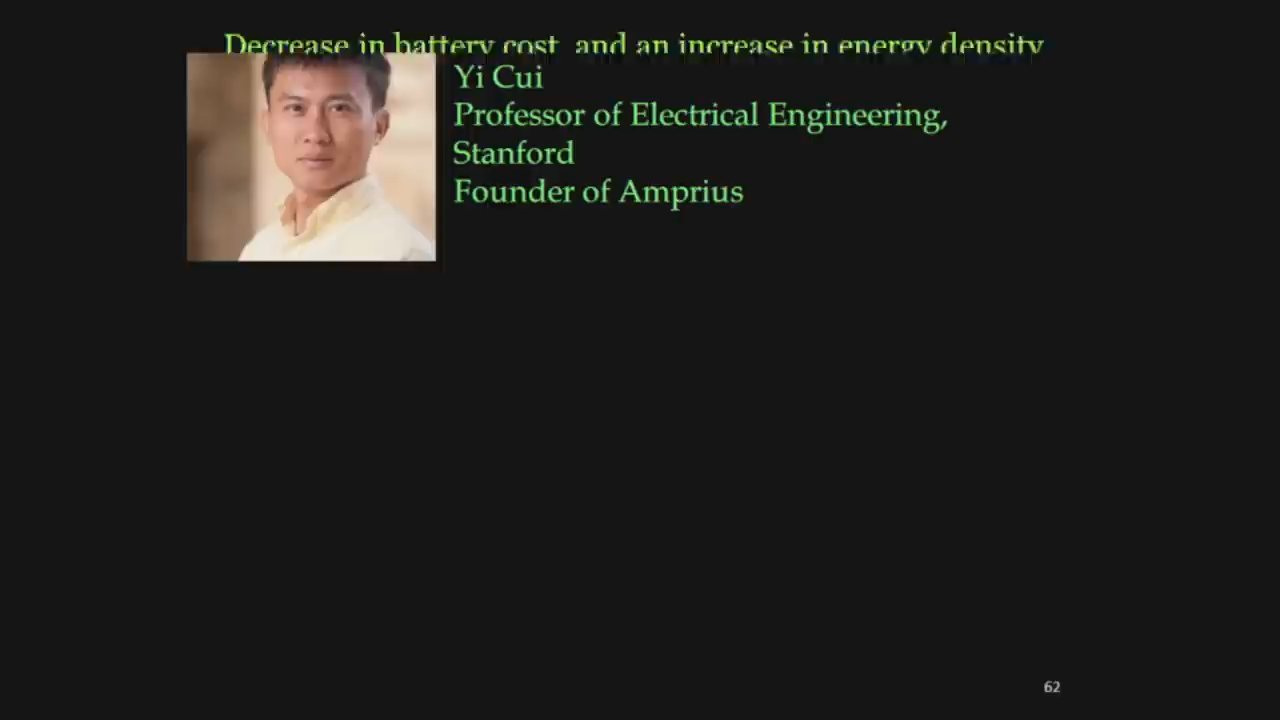 Decrease in battery cost  and an increase in energy density
Yi Cui
Professor of Electrical Engineering,
Stanford
Founder of Amprius
62